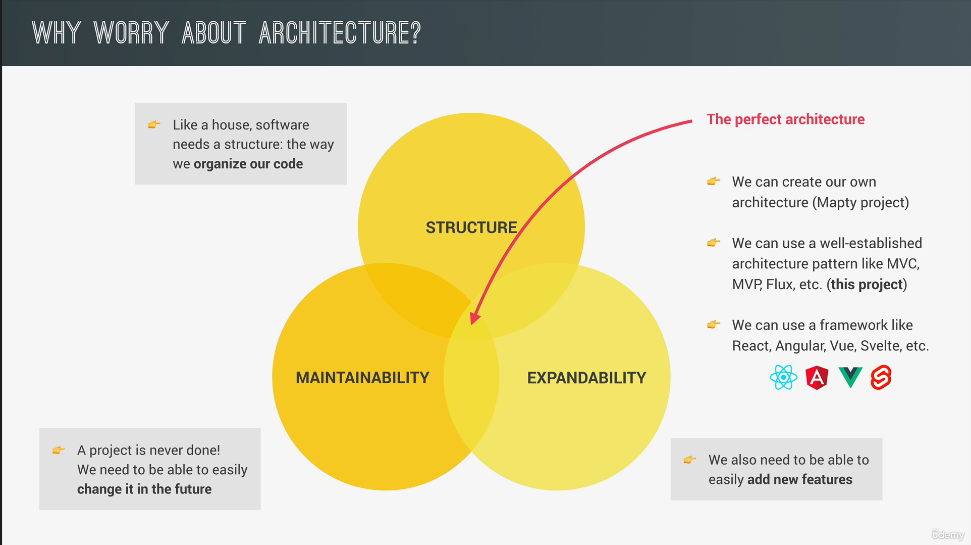 WHY WORRY ABOUT ARCHITECTURE?
👉 Like a house, software
needs a structure: the way
we organize our code
The perfect architecture
👉 We can create our own
architecture (Mapty project)
👉 We can use a well-established
architecture pattern like MVC,
MVP, Flux, etc. (this project)
👉 We can use a framework like
React, Angular, Vue, Svelte, etc.
A
STRUCTURE
MAINTAINABILITY
EXPANDABILITY
👉 A project is never done!
We need to be able to easily
change it in the future
👉 We also need to be able to
easily add new features
ûdemy